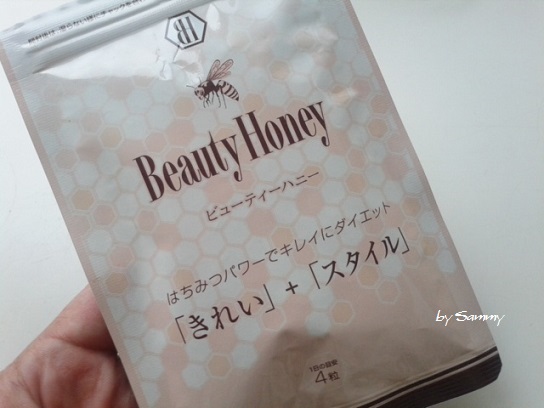 BH
Beauty Honey
ビューティーハニー
はちみつパワーでキレイにダイエット
「きれい」+「スタイル」
1日の目安
4粒
by Sammy